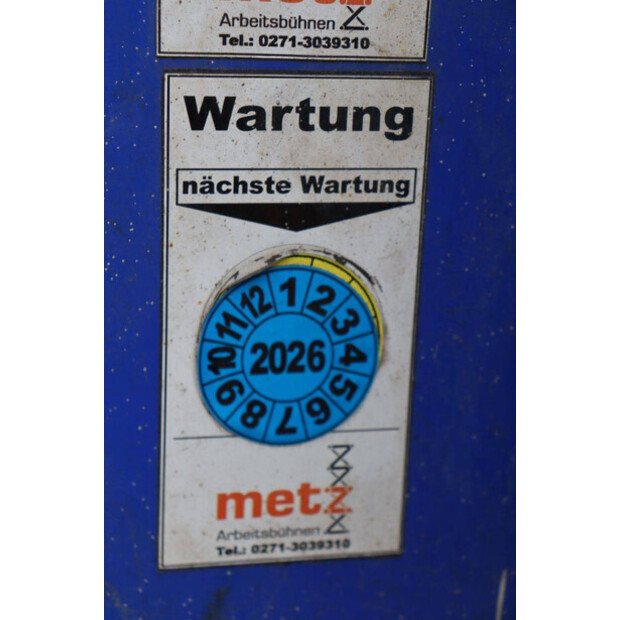 Arbeitsbühnen
Tel.: 0271-3039310
Wartung
nächste Wartung
1 2 3 4 5 6 7 8 9 10 11 12
2026
metz
Arbeitsbühnen
Tel.: 0271-3039310